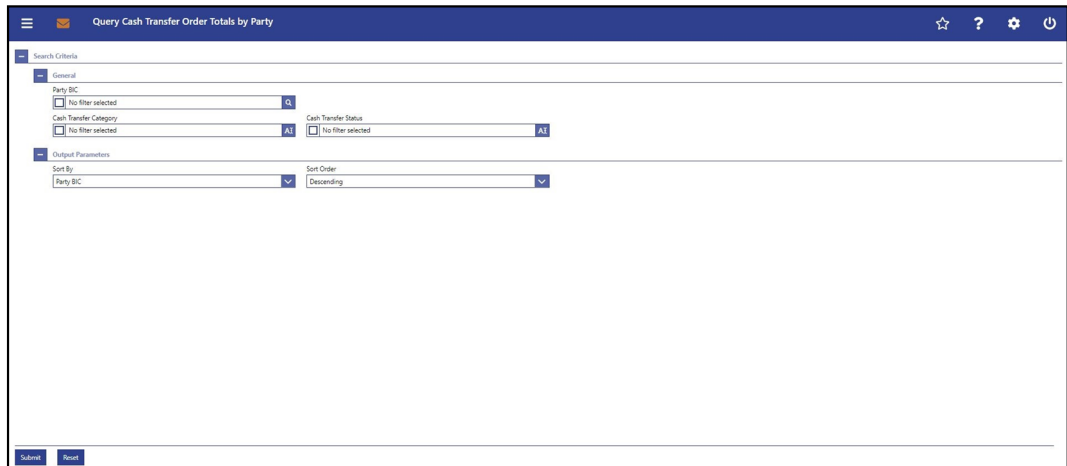 Query Cash Transfer Order Totals by Party
Search Criteria
General
Party BIC
No filter selected
Cash Transfer Category Cash Transfer Status
No filter selected AI No filter selected AI
Output Parameters
Sort By Sort Order
Party BIC Descending
Submit Reset